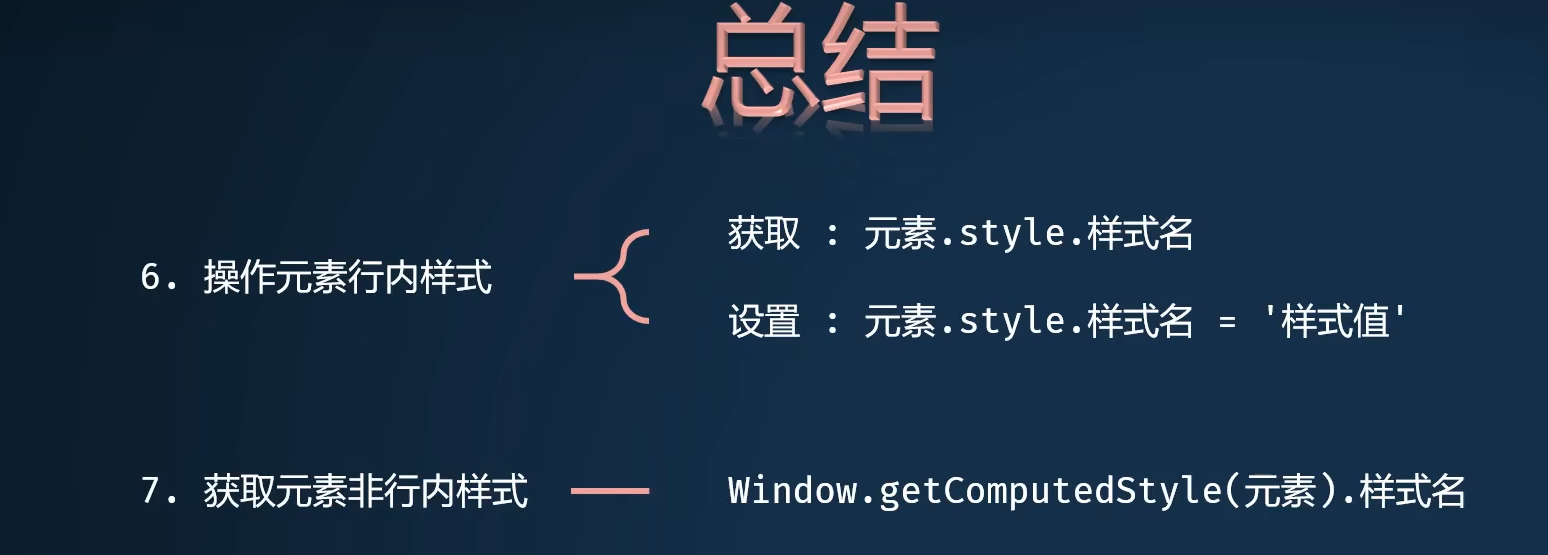 总结
6. 操作元素行内样式
获取 : 元素.style.样式名
设置 : 元素.style.样式名 = '样式值'
7. 获取元素非行内样式
Window.getComputedStyle(元素).样式名